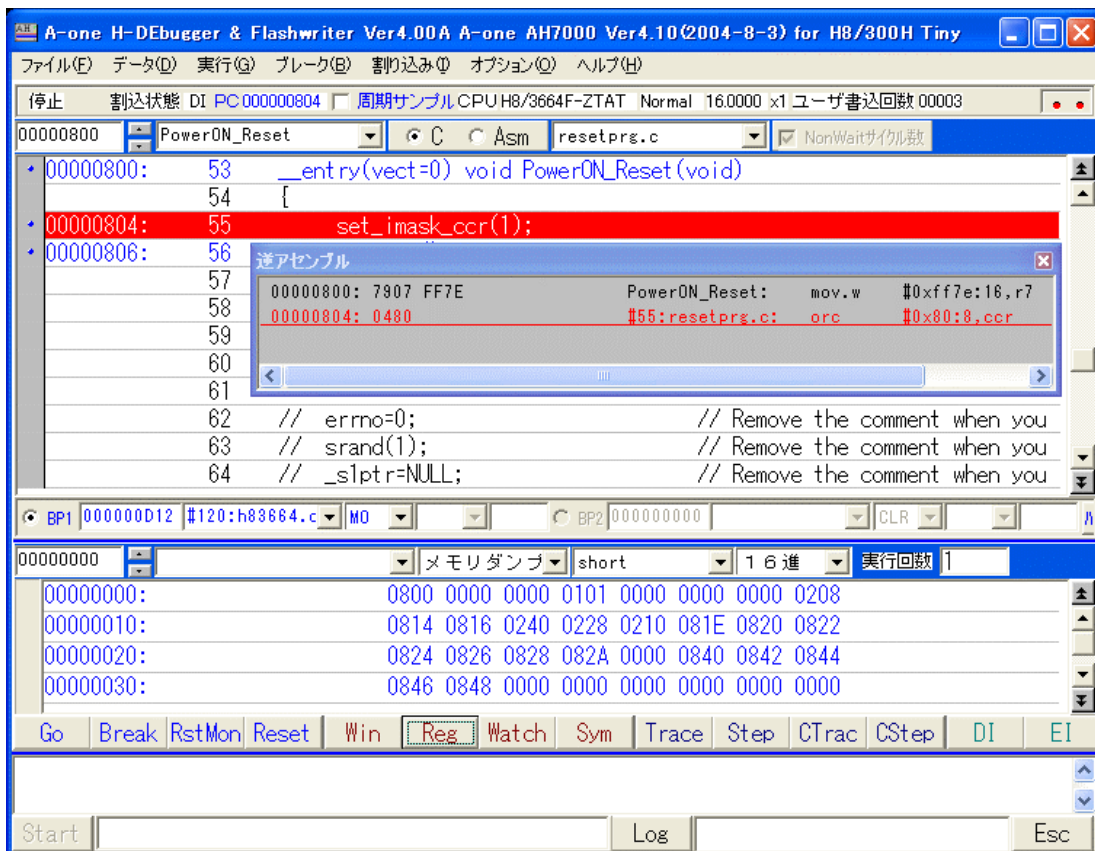 A-one H-DEbugger & Flashwriter Ver4.00A A-one AH7000 Ver4.10(2004-8-3) for H8/300H Tiny
ファイル(F) データ(D) 実行(G) ブレーク(B) 割り込み(I) オプション(O) ヘルプ(H)
停止 割込状態 DI PC 000000804 周期サンプル CPU H8/3664F-ZTAT Normal 16.0000 x1 ユーザ書込回数 00003
00000800 PowerON_Reset C Asm resetprg.c NonWaitサイクル数
00000800: 53 __entry(vect=0) void PowerON_Reset(void)
54 {
00000804: 55 set_imask_ccr(1);
00000806: 56
逆アセンブル
57
00000800: 7907 FF7E PowerON_Reset: mov.w #0xff7e:16,r7
58
00000804: 0480 #55:resetprg.c: orc #0x80:8,ccr
59
60
61
62 // errno=0; // Remove the comment when you
63 // srand(1); // Remove the comment when you
64 // _s1ptr=NULL; // Remove the comment when you
BP1 000000D12 #120:h83664.c MO BP2 000000000 CLR
00000000 メモリダンプ short 16進 実行回数 1
00000000: 0800 0000 0000 0101 0000 0000 0000 0208
00000010: 0814 0816 0240 0228 0210 081E 0820 0822
00000020: 0824 0826 0828 082A 0000 0840 0842 0844
00000030: 0846 0848 0000 0000 0000 0000 0000 0000
Go Break RstMon Reset Win Reg Watch Sym Trace Step CTrac CStep DI EI
Start Log Esc